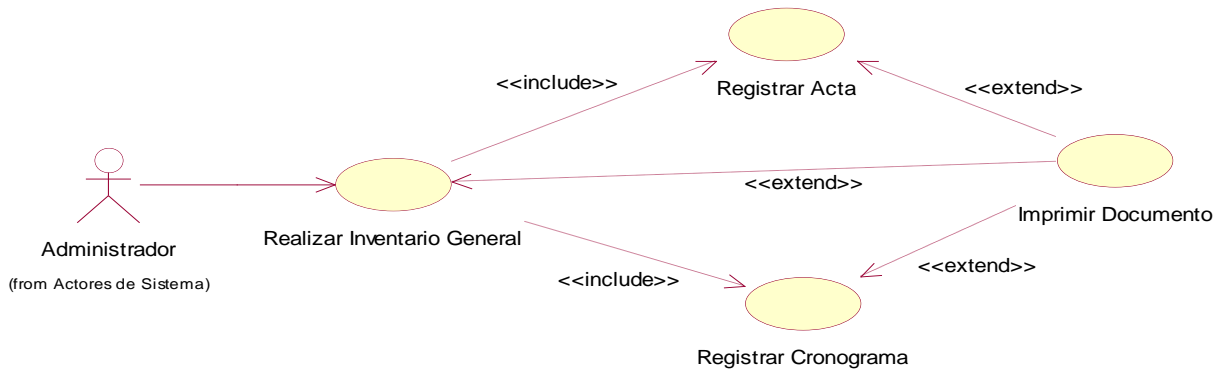 <<include>>
Registrar Acta
<<extend>>
Administrador
(from Actores de Sistema)
Realizar Inventario General
<<extend>>
Imprimir Documento
<<include>>
<<extend>>
Registrar Cronograma